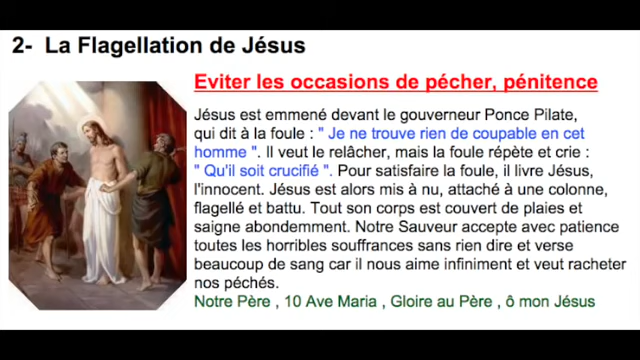 2- La Flagellation de Jésus
Eviter les occasions de pécher, pénitence
Jésus est emmené devant le gouverneur Ponce Pilate,
qui dit à la foule : " Je ne trouve rien de coupable en cet
homme ". Il veut le relâcher, mais la foule répète et crie :
" Qu'il soit crucifié ". Pour satisfaire la foule, il livre Jésus,
l'innocent. Jésus est alors mis à nu, attaché à une colonne,
flagellé et battu. Tout son corps est couvert de plaies et
saigne abondemment. Notre Sauveur accepte avec patience
toutes les horribles souffrances sans rien dire et verse
beaucoup de sang car il nous aime infiniment et veut racheter
nos péchés.
Notre Père , 10 Ave Maria , Gloire au Père , ô mon Jésus